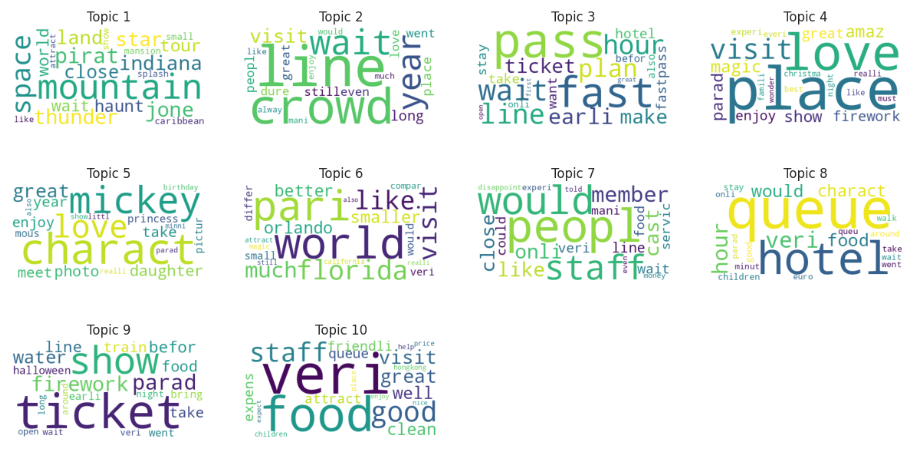 Topic 1
small
land
star
attract
show
world
mansion
tour
pirat
space
close
indiana
splash
mountain
wait
haunt
jone
like
thunder
caribbean
Topic 2
would
visit
wait
love
went
like
peopl
great
enjoy
line
year
place
dure
stilleven
much
crowd
alway
mani
long
Topic 3
pass
hotel
hour
stay
befor
also
ticket
plan
take
great
fastpass
wait
onli
want
first
fast
open
line
earli
make
Topic 4
experi
everi
great
amaz
visit
love
magic
christma
realli
parad
famili
wonder
best
night
like
must
place
enjoy
show
firework
Topic 5
great
mickey
birthday
also
year
show
littl
princess
enjoy
love
take
minni
mous
pictur
charact
parad
meet
photo
realli
daughter
Topic 6
better
compar
differ
pari
also
like
visit
smaller
orlando
attract
world
would
magic
small
california
still
much
florida
realli
veri
Topic 7
disappoint
experi
told
would
member
mani
food
cast
servic
close
peopl
could
onli
veri
line
like
staff
even
wait
money
Topic 8
stay
onli
would
charact
queue
walk
veri
food
queu
around
hour
parad
good
hotel
take
minut
wait
children
euro
went
Topic 9
line
train
befor
water
show
food
halloween
firework
parad
around
long
earli
night
bring
ticket
take
open
wait
veri
went
Topic 10
staff
friendli
help
price
queue
visit
veri
hongkong
great
expens
place
attract
enjoy
well
food
good
nice
expect
clean
children